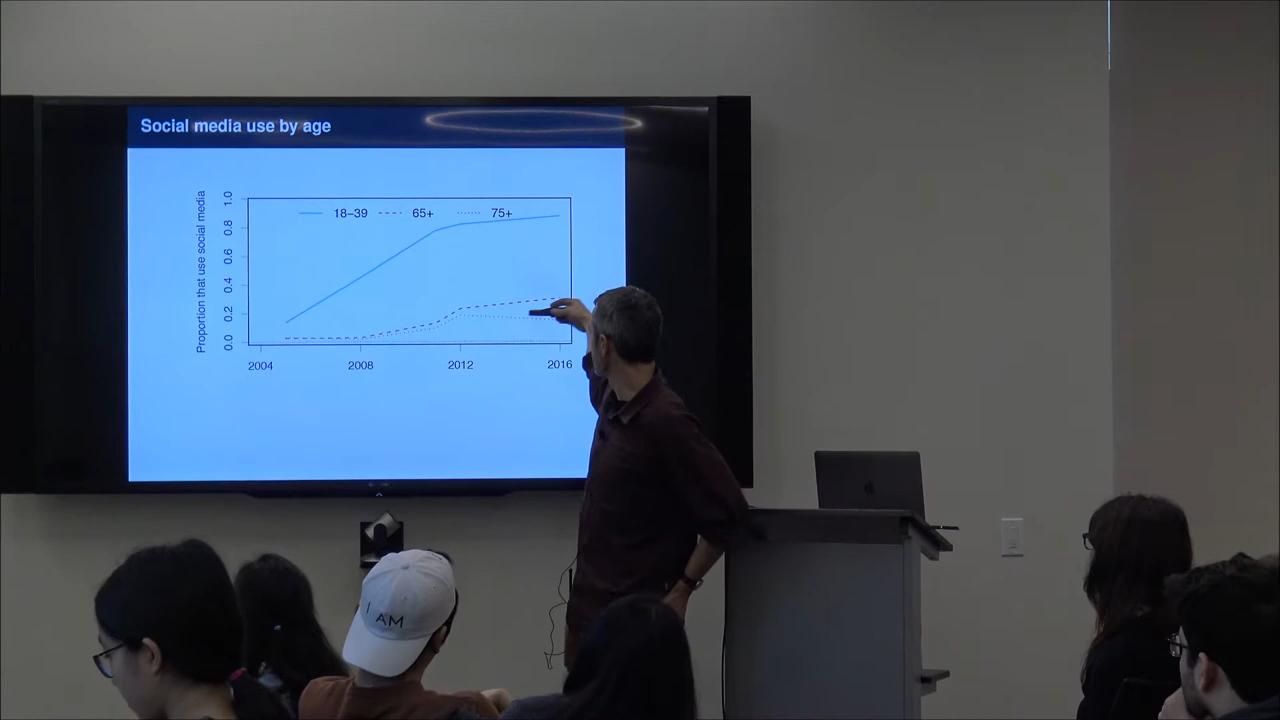 Social media use by age
Proportion that use social media
1.0
0.8
0.6
0.4
0.2
0.0
18–39 65+ 75+
2004 2008 2012 2016
I AM